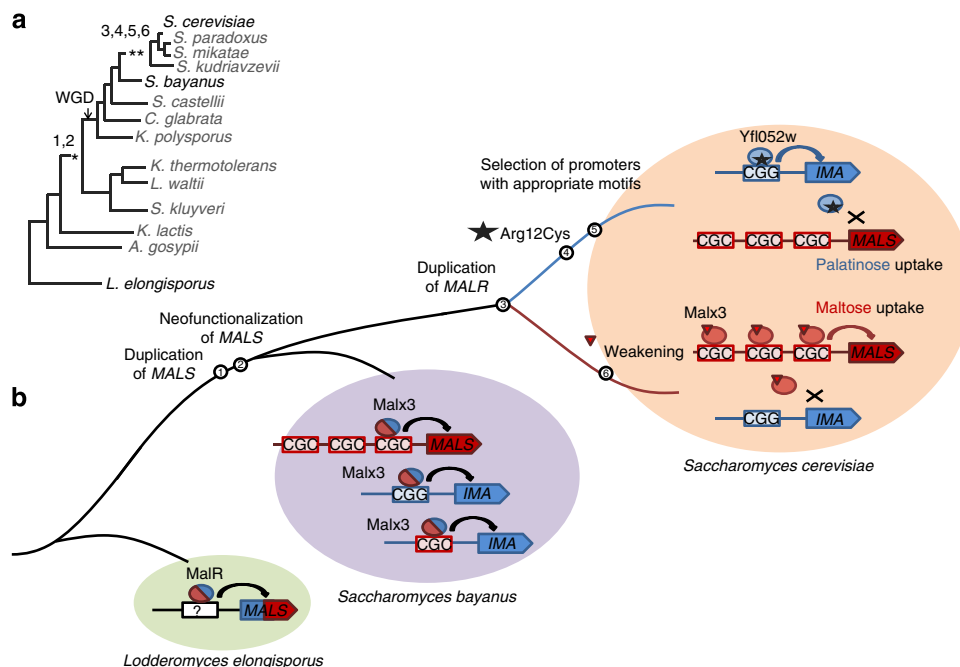 a
S. cerevisiae
3,4,5,6
S. paradoxus
**
S. mikatae
S. kudriavzevii
S. bayanus
WGD
S. castellii
C. glabrata
K. polysporus
1,2
*
K. thermotolerans
L. waltii
S. kluyveri
K. lactis
A. gosypii
L. elongisporus
b
Duplication
of MALS
1
Neofunctionalization
of MALS
2
Duplication
of MALR
3
Arg12Cys
4
Selection of promoters
with appropriate motifs
5
Weakening
6
Yfl052w
CGG
IMA
CGC
CGC
CGC
MALS
Palatinose uptake
Maltose uptake
Malx3
CGC
CGC
CGC
MALS
CGG
IMA
Saccharomyces cerevisiae
Malx3
CGC
CGC
CGC
MALS
Malx3
CGG
IMA
Malx3
CGC
IMA
Saccharomyces bayanus
MalR
?
MALS
Lodderomyces elongisporus